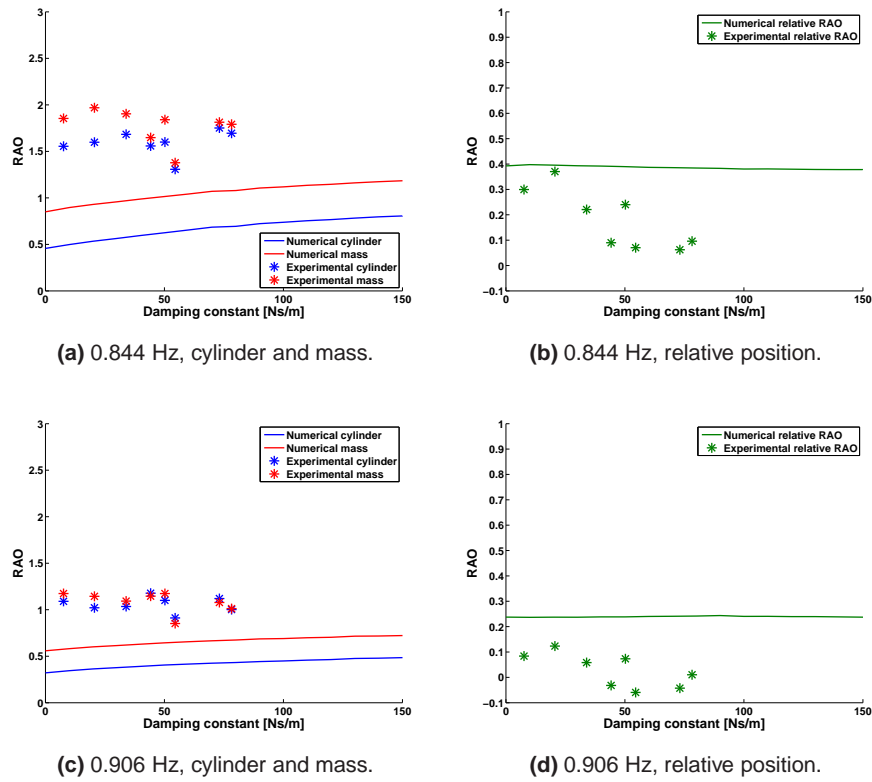 3
2.5
2
1.5
1
0.5
0
RAO
0
50
100
150
Damping constant [Ns/m]
Numerical cylinder
Numerical mass
Experimental cylinder
Experimental mass
(a) 0.844 Hz, cylinder and mass.
1
0.9
0.8
0.7
0.6
0.5
0.4
0.3
0.2
0.1
0
−0.1
RAO
0
50
100
150
Damping constant [Ns/m]
Numerical relative RAO
Experimental relative RAO
(b) 0.844 Hz, relative position.
3
2.5
2
1.5
1
0.5
0
RAO
0
50
100
150
Damping constant [Ns/m]
Numerical cylinder
Numerical mass
Experimental cylinder
Experimental mass
(c) 0.906 Hz, cylinder and mass.
1
0.9
0.8
0.7
0.6
0.5
0.4
0.3
0.2
0.1
0
−0.1
RAO
0
50
100
150
Damping constant [Ns/m]
Numerical relative RAO
Experimental relative RAO
(d) 0.906 Hz, relative position.